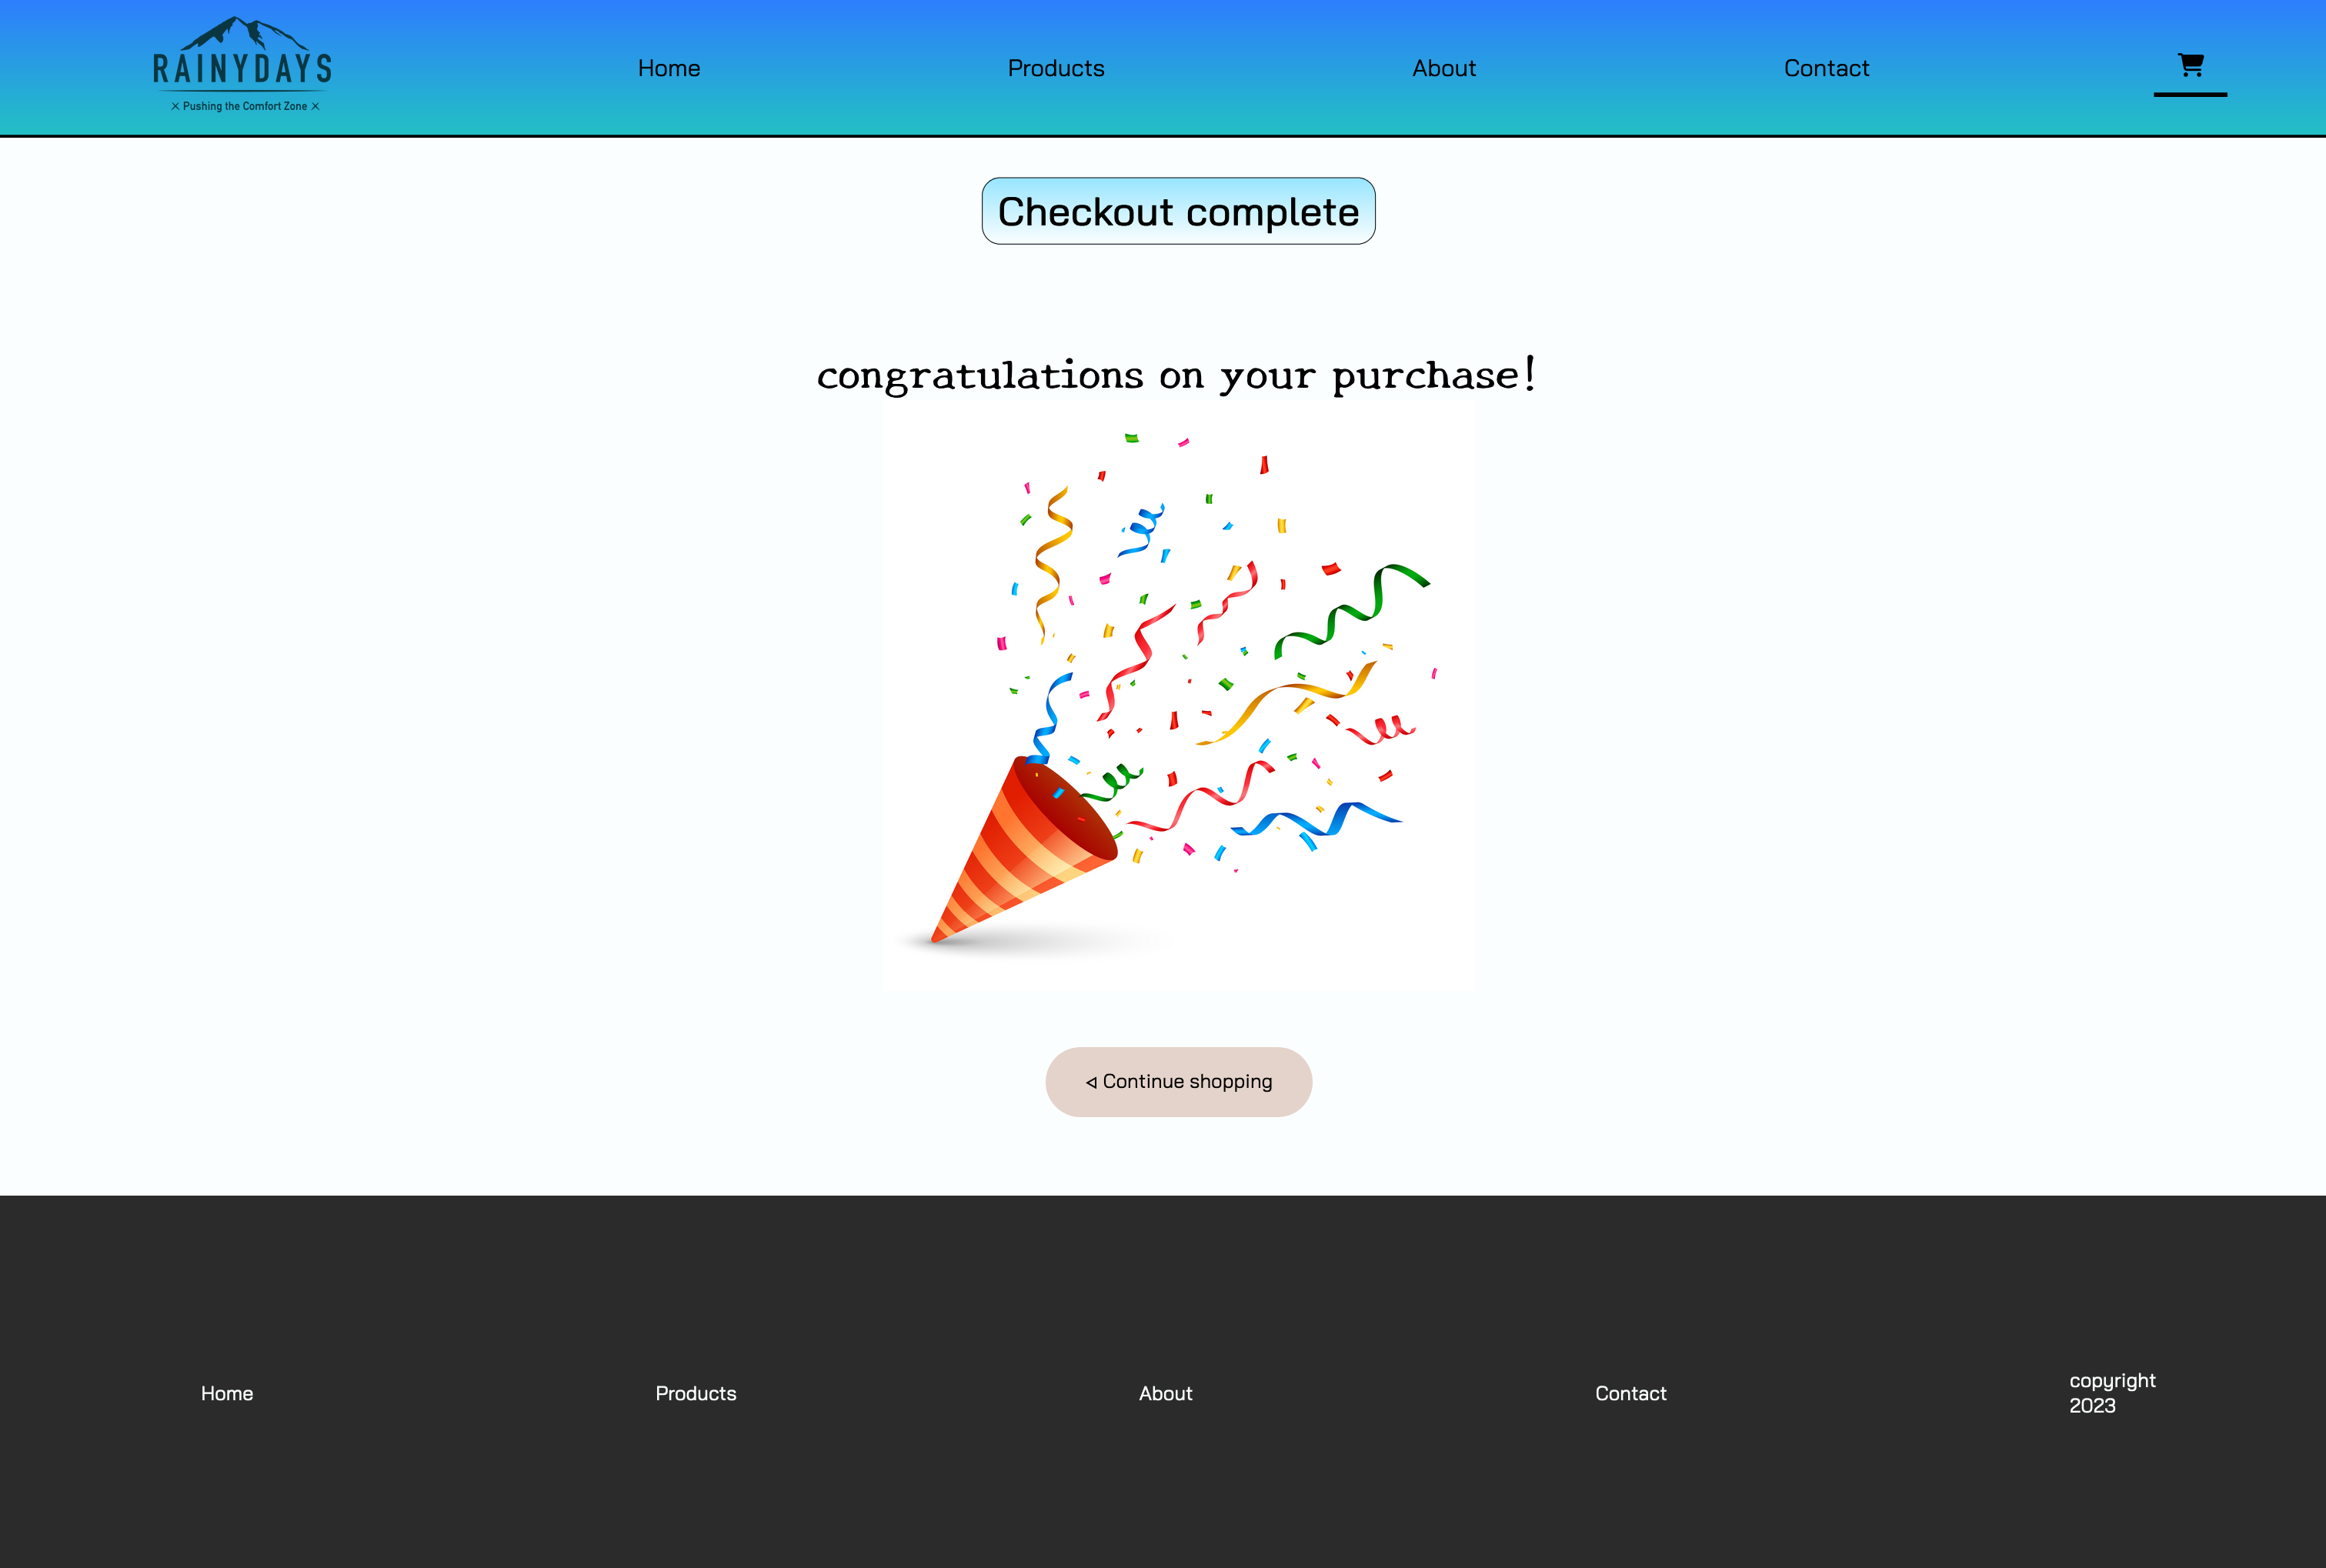 RAINYDAYS
Pushing the Comfort Zone
Home
Products
About
Contact
Checkout complete
congratulations on your purchase!
Continue shopping
Home
Products
About
Contact
copyright
2023